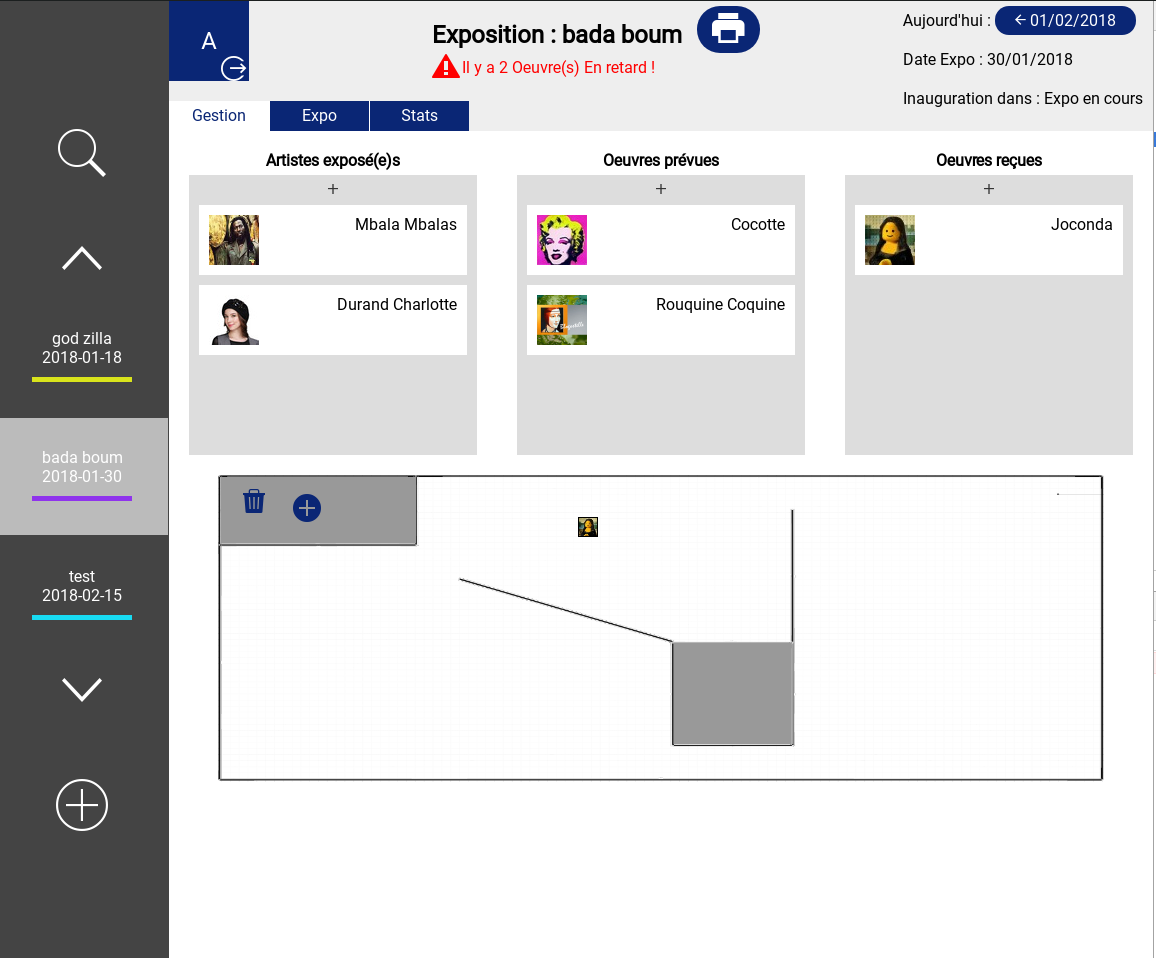 A
Exposition : bada boum
Il y a 2 Oeuvre(s) En retard !
Aujourd'hui : 01/02/2018
Date Expo : 30/01/2018
Inauguration dans : Expo en cours
Gestion
Expo
Stats
god zilla
2018-01-18
bada boum
2018-01-30
test
2018-02-15
Artistes exposé(e)s
+
Mbala Mbalas
Durand Charlotte
Oeuvres prévues
+
Cocotte
Rouquine Coquine
Oeuvres reçues
+
Joconda